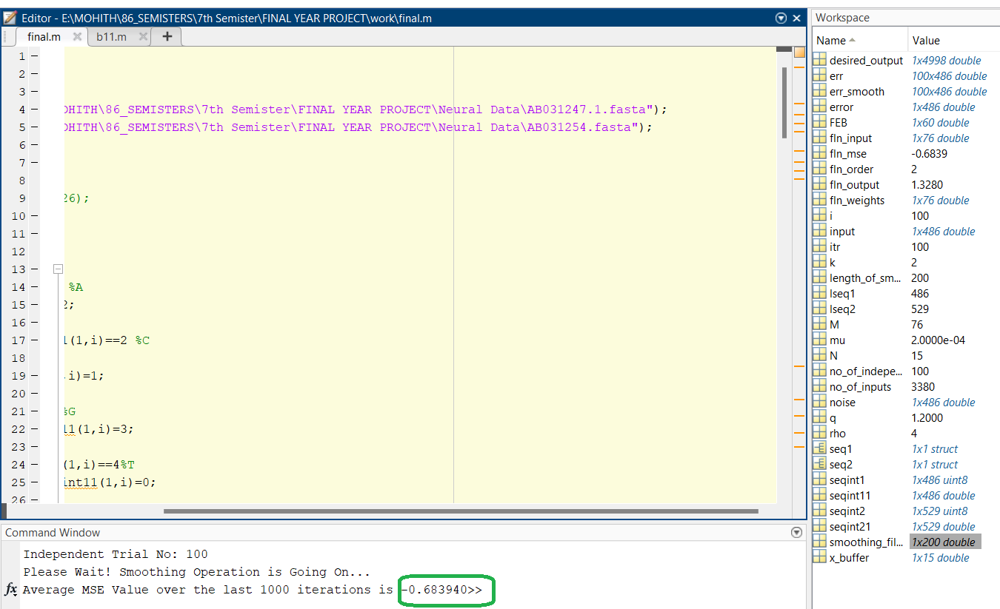 Editor - E:\MOHITH\86_SEMISTERS\7th Semister\FINAL YEAR PROJECT\work\final.m
final.m
b11.m
+
1 –
2 –
3 –
4 – OHITH\86_SEMISTERS\7th Semister\FINAL YEAR PROJECT\Neural Data\AB031247.1.fasta");
5 – OHITH\86_SEMISTERS\7th Semister\FINAL YEAR PROJECT\Neural Data\AB031254.fasta");
6 –
7 –
8
9 26);
10 –
11 –
12
13 –
14 – %A
15 – 2;
16 –
17 – 1(1,i)==2 %C
18
19 – ,i)=1;
20 –
21 – %G
22 – 11(1,i)=3;
23 –
24 – (1,i)==4%T
25 – int11(1,i)=0;
26 –
Command Window
Independent Trial No: 100
Please Wait! Smoothing Operation is Going On...
fx Average MSE Value over the last 1000 iterations is -0.683940>>
Workspace
Name Value
desired_output 1x4998 double
err 100x486 double
err_smooth 100x486 double
error 1x486 double
FEB 1x60 double
fln_input 1x76 double
fln_mse -0.6839
fln_order 2
fln_output 1.3280
fln_weights 1x76 double
i 100
input 1x486 double
itr 100
k 2
length_of_sm... 200
lseq1 486
lseq2 529
M 76
mu 2.0000e-04
N 15
no_of_indepe... 100
no_of_inputs 3380
noise 1x486 double
q 1.2000
rho 4
seq1 1x1 struct
seq2 1x1 struct
seqint1 1x486 uint8
seqint11 1x486 double
seqint2 1x529 uint8
seqint21 1x529 double
smoothing_fil... 1x200 double
x_buffer 1x15 double